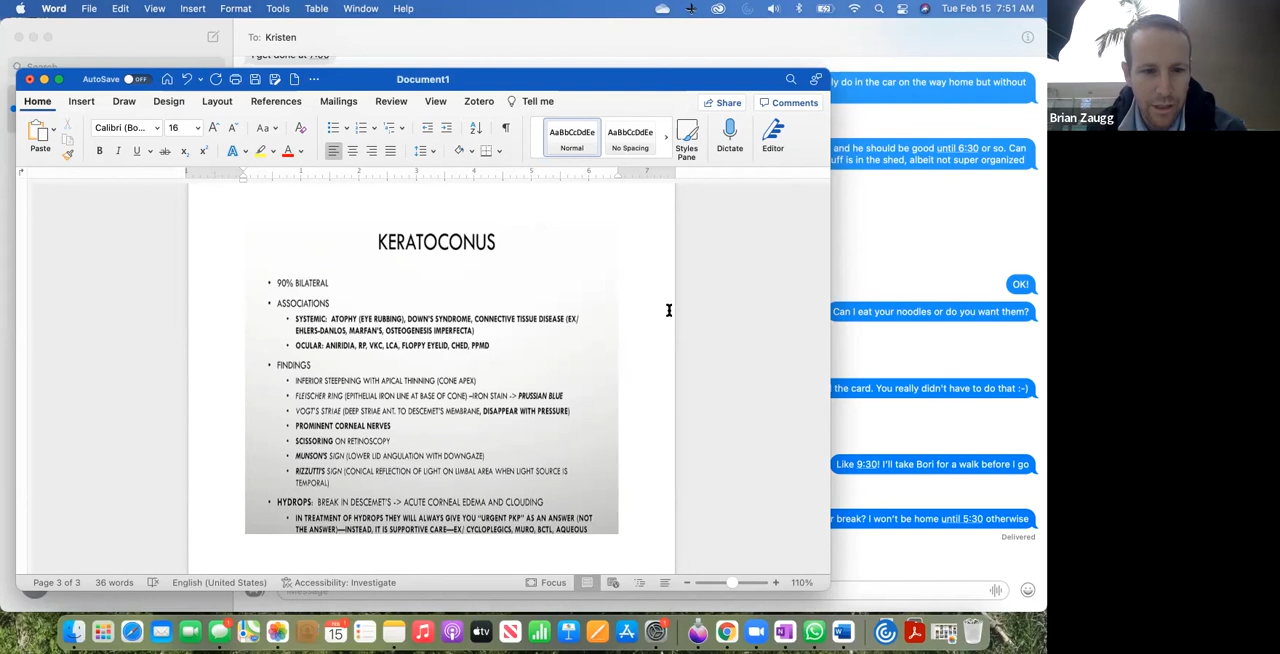 Word File Edit View Insert Format Tools Table Window Help Tue Feb 15 7:51 AM
To: Kristen
AutoSave OFF Document1
Home Insert Draw Design Layout References Mailings Review View Zotero Tell me Share Comments
Calibri (Bo... 16
AaBbCcDdEe AaBbCcDdEe
Paste Normal No Spacing Styles Pane Dictate Editor
1 1 2 3 4 5 6 7
KERATOCONUS
• 90% BILATERAL
• ASSOCIATIONS
• SYSTEMIC: ATOPHY (EYE RUBBING), DOWN'S SYNDROME, CONNECTIVE TISSUE DISEASE (EX/
EHLERS-DANLOS, MARFAN'S, OSTEOGENESIS IMPERFECTA)
• OCULAR: ANIRIDIA, RP, VKC, LCA, FLOPPY EYELID, CHED, PPMD
• FINDINGS
• INFERIOR STEEPENING WITH APICAL THINNING (CONE APEX)
• FLEISCHER RING (EPITHELIAL IRON LINE AT BASE OF CONE) –IRON STAIN -> PRUSSIAN BLUE
• VOGT'S STRIAE (DEEP STRIAE ANT. TO DESCEMET'S MEMBRANE, DISAPPEAR WITH PRESSURE)
• PROMINENT CORNEAL NERVES
• SCISSORING ON RETINOSCOPY
• MUNSON'S SIGN (LOWER LID ANGULATION WITH DOWNGAZE)
• RIZZUTTI'S SIGN (CONICAL REFLECTION OF LIGHT ON LIMBAL AREA WHEN LIGHT SOURCE IS
TEMPORAL)
• HYDROPS: BREAK IN DESCEMET'S -> ACUTE CORNEAL EDEMA AND CLOUDING
• IN TREATMENT OF HYDROPS THEY WILL ALWAYS GIVE YOU "URGENT PKP" AS AN ANSWER (NOT
THE ANSWER)—INSTEAD, IT IS SUPPORTIVE CARE—EX/ CYCLOPLEGICS, MURO, BCTL, AQUEOUS
Page 3 of 3 36 words English (United States) Accessibility: Investigate Focus 110%
do in the car on the way home but without
and he should be good until 6:30 or so. Can
is in the shed, albeit not super organized
OK!
Can I eat your noodles or do you want them?
the card. You really didn't have to do that :-)
Like 9:30! I'll take Bori for a walk before I go
break? I won't be home until 5:30 otherwise
Delivered
FEB
15
tv
Brian Zaugg